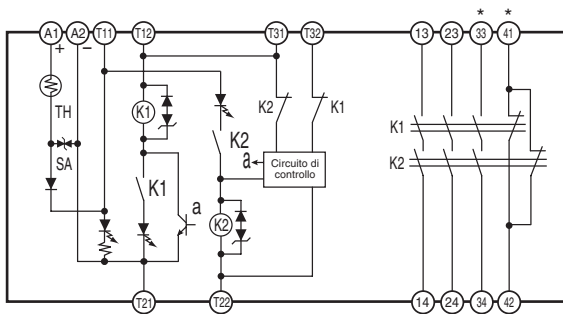 * *
A1 A2 T11 T12 T31 T32 13 23 33 41
+ −
TH
K1
K2 K1
K1
K2
SA
a
Circuito di
controllo
K2
K1
a
K2
T21 T22 14 24 34 42